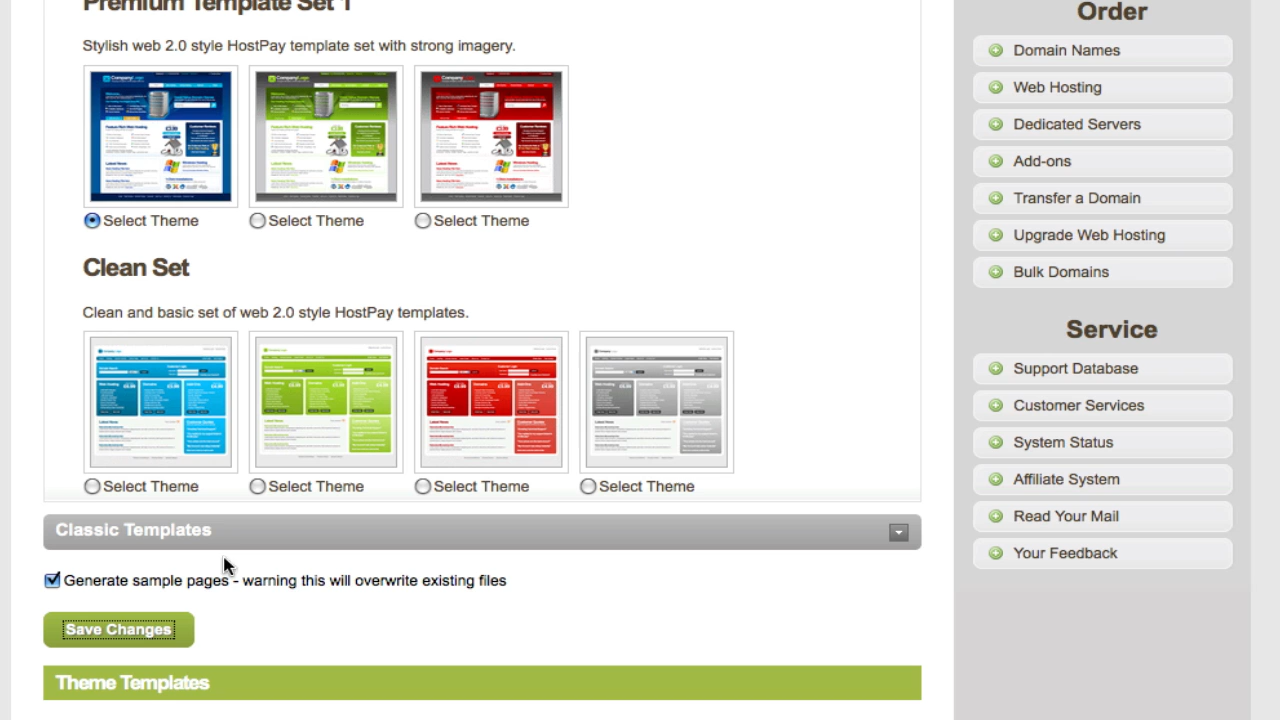 Premium Template Set 1
Stylish web 2.0 style HostPay template set with strong imagery.
Select Theme
Select Theme
Select Theme
Clean Set
Clean and basic set of web 2.0 style HostPay templates.
Select Theme
Select Theme
Select Theme
Select Theme
Classic Templates
Generate sample pages - warning this will overwrite existing files
Save Changes
Theme Templates
Order
Domain Names
Web Hosting
Dedicated Servers
Add-ons
Transfer a Domain
Upgrade Web Hosting
Bulk Domains
Service
Support Database
Customer Services
System Status
Affiliate System
Read Your Mail
Your Feedback